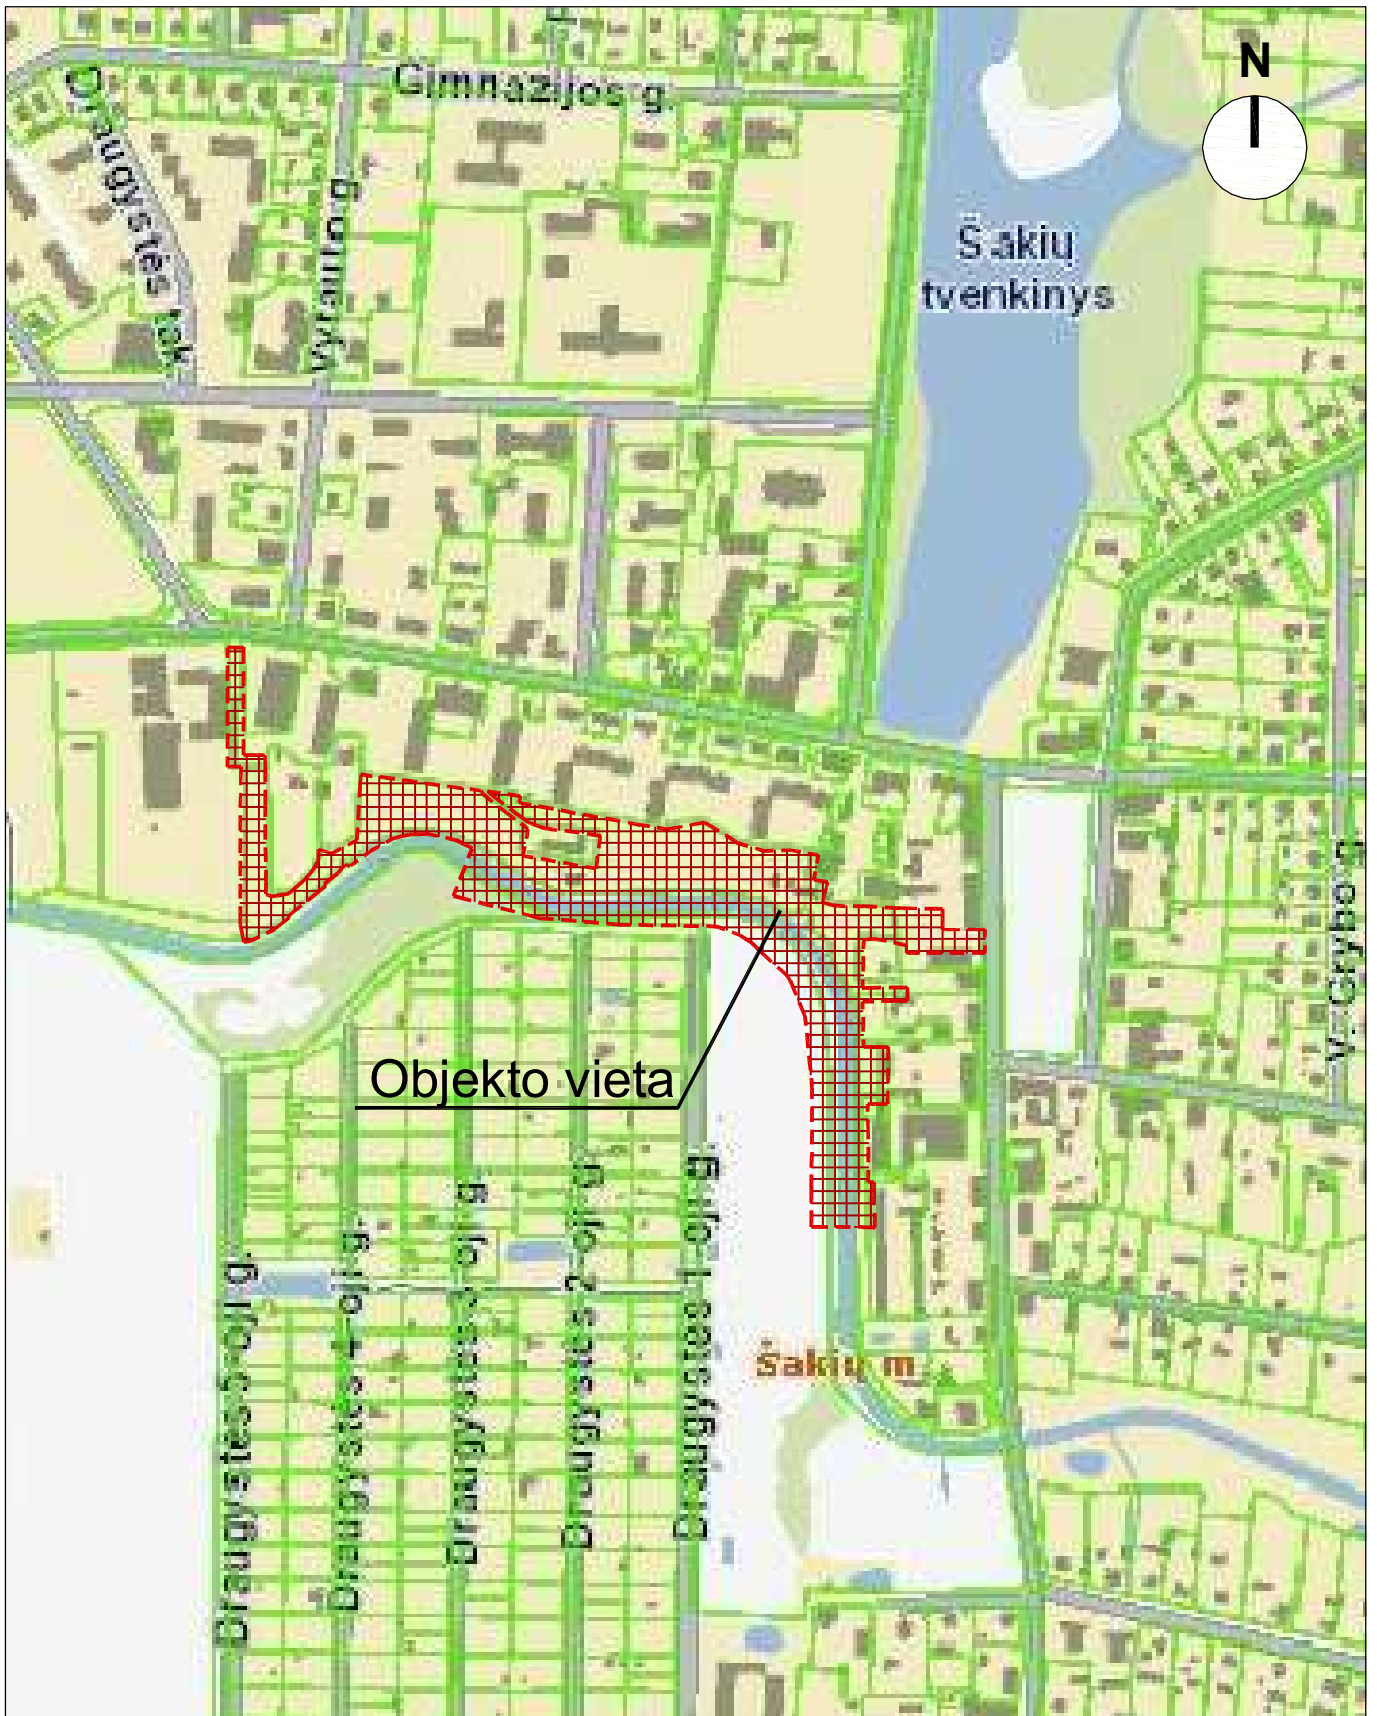 Gimnazijos g.
N
Draugystės tak.
Vytauto g.
Šakių
tvenkinys
V. Grybo g.
Objekto vieta
Draugystės 5-oji g.
Draugystės 4-oji g.
Draugystės 3-oji g.
Draugystės 2-oji g.
Draugystės 1-oji g.
Šakių m.